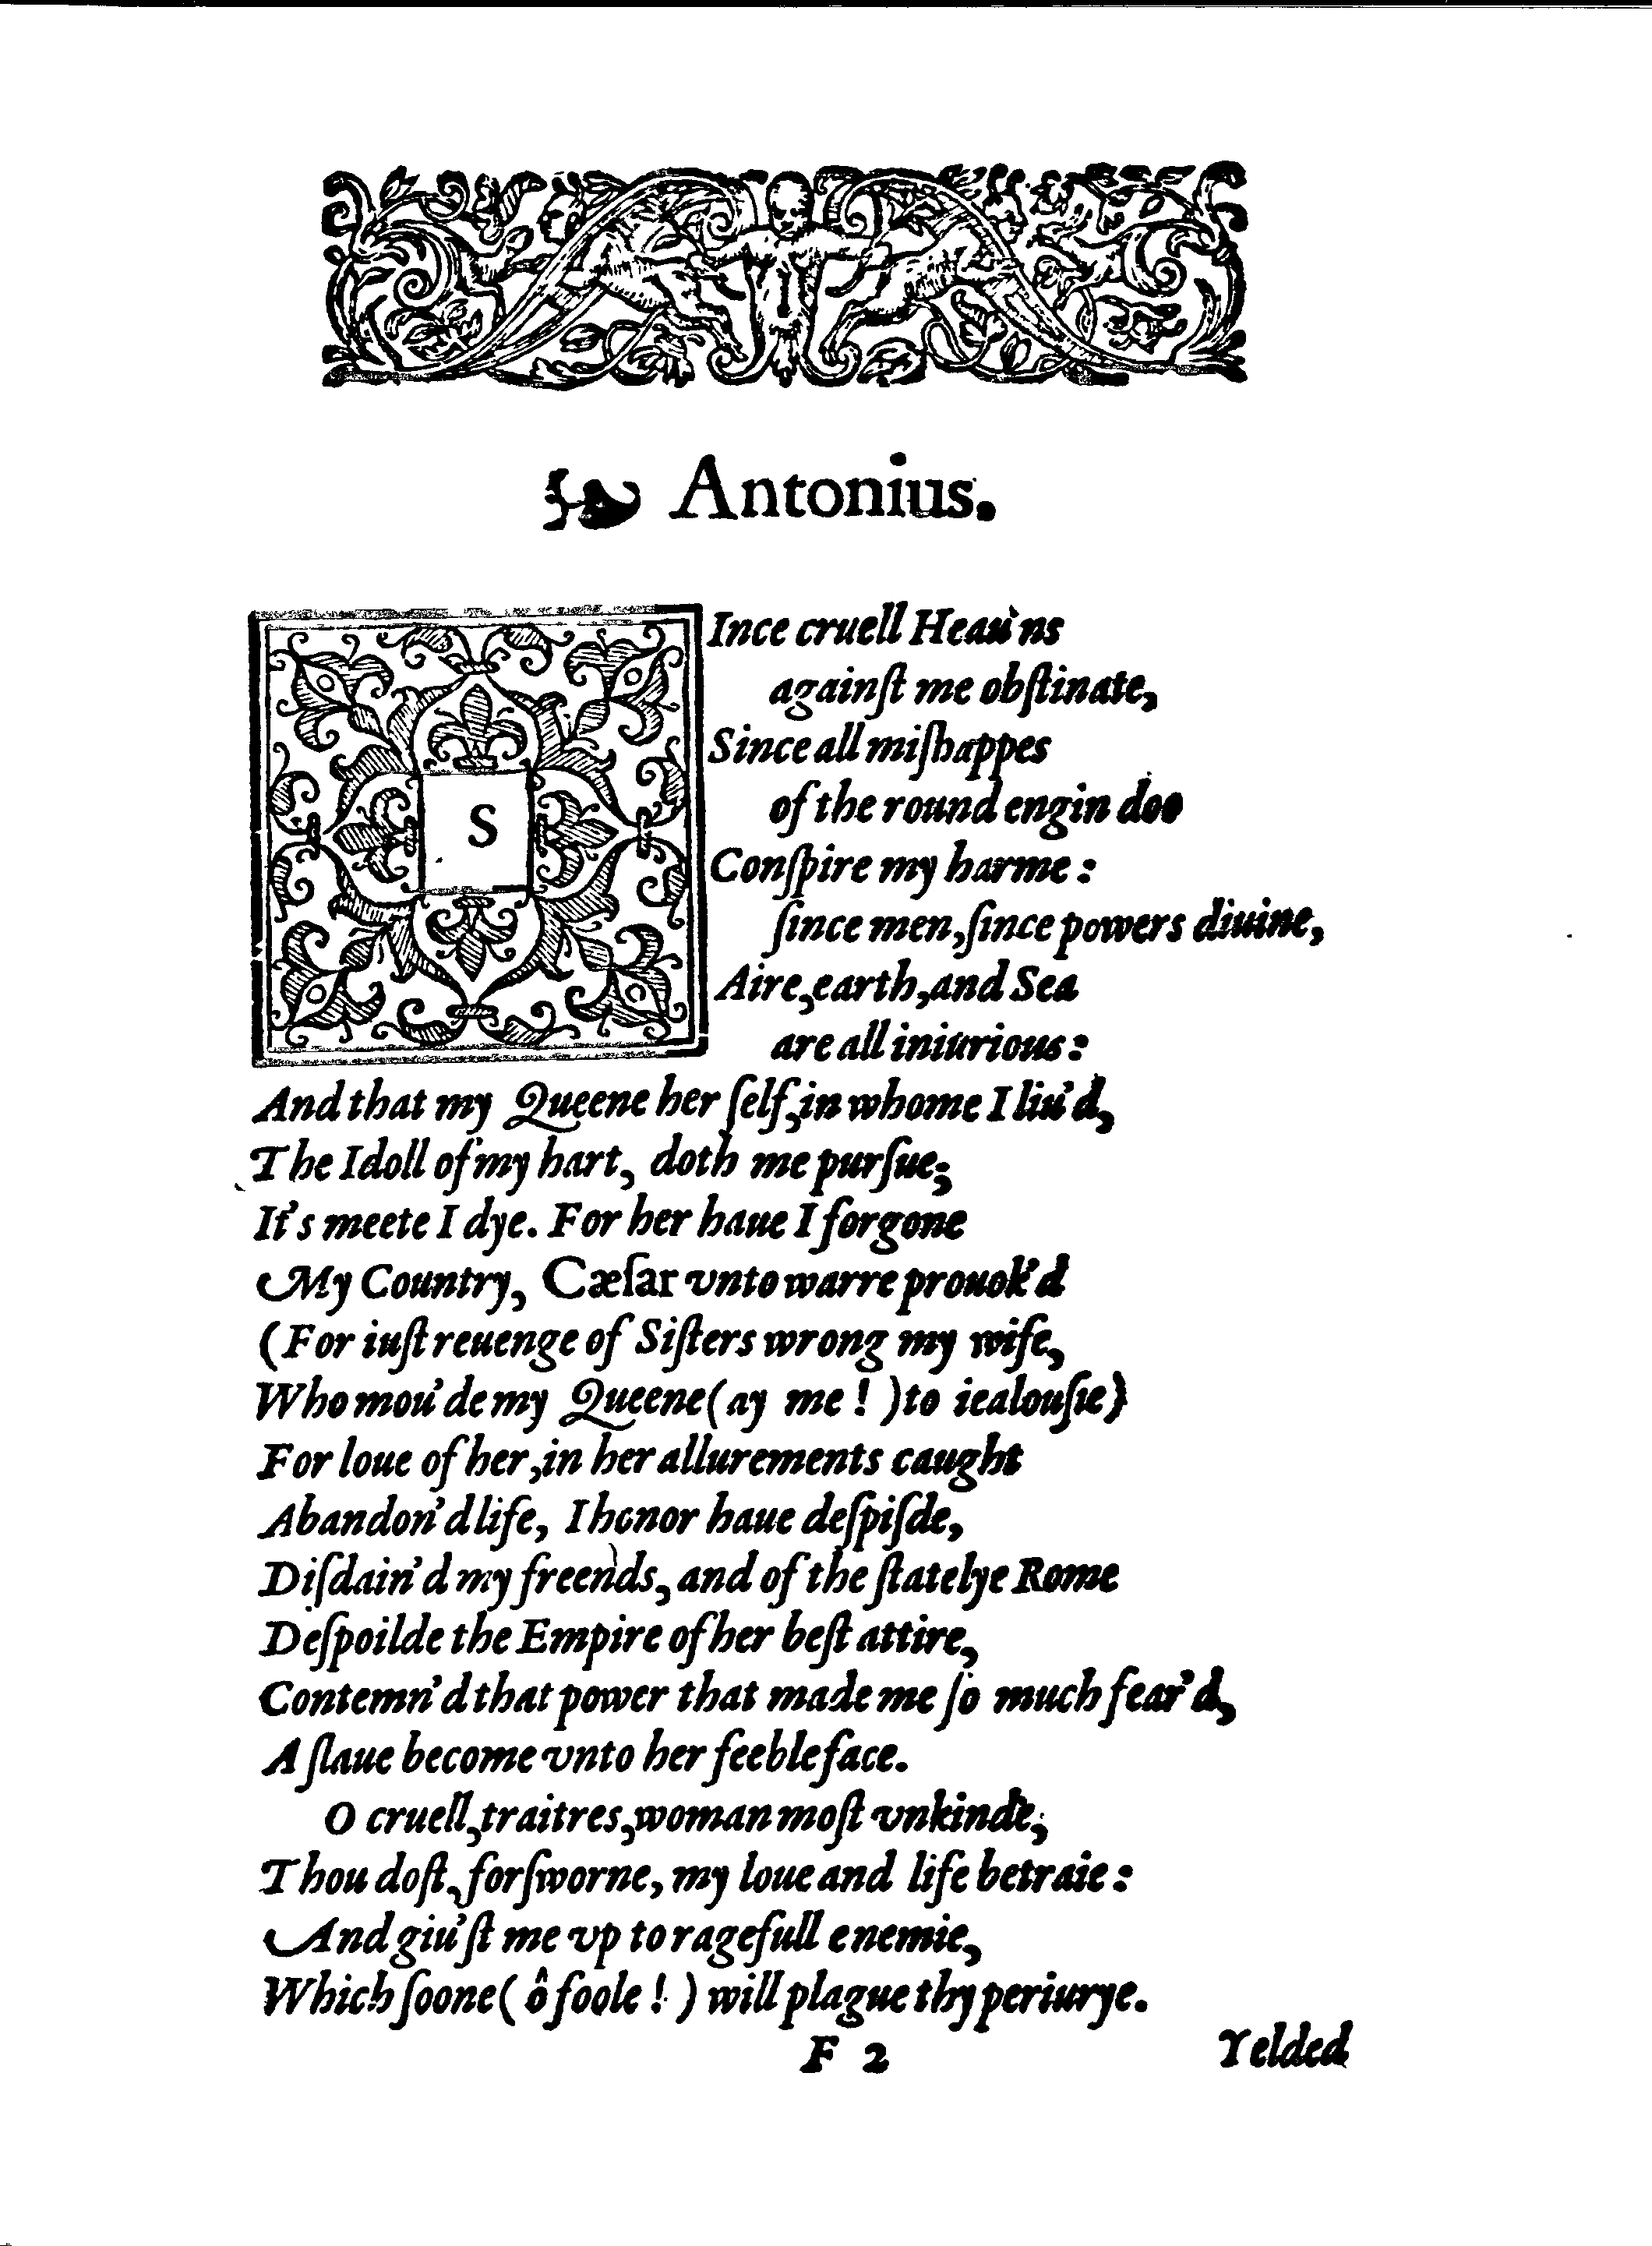 Antonius.
SInce cruell Heau'ns
againſt me obſtinate,
Since all miſhappes
of the round engin doo
Conſpire my harme:
ſince men, ſince powers diuine,
Aire, earth, and Sea
are all iniurious:
And that my Queene her ſelf, in whome I liu'd,
The Idoll of my hart, doth me purſue;
It's meete I dye. For her haue I forgone
My Country, Cæſar vnto warre prouok'd
(For iuſt reuenge of Siſters wrong my wife,
Who mou'de my Queene (ay me!) to iealouſie)
For loue of her, in her allurements caught
Abandon'd life, I honor haue deſpiſde,
Diſdain'd my freends, and of the ſtatelye Rome
Deſpoilde the Empire of her beſt attire,
Contemn'd that power that made me ſo much fear'd,
A ſlaue become vnto her feeble face.
O cruell, traitres, woman moſt vnkinde,
Thou doſt, forſworne, my loue and life betraie:
And giu'ſt me vp to ragefull enemie,
Which ſoone (ô foole!) will plague thy periurye.
F 2 Yelded